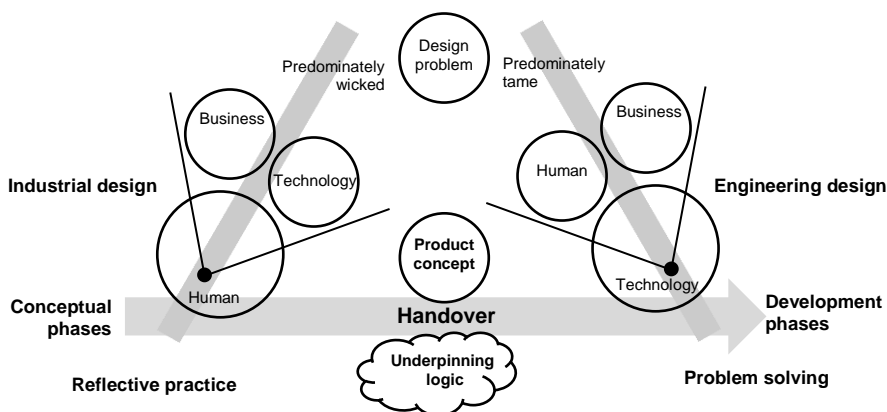 Design
problem
Predominately
wicked
Predominately
tame
Business
Technology
Human
Industrial design
Business
Human
Technology
Engineering design
Product
concept
Conceptual
phases
Handover
Development
phases
Underpinning
logic
Reflective practice
Problem solving